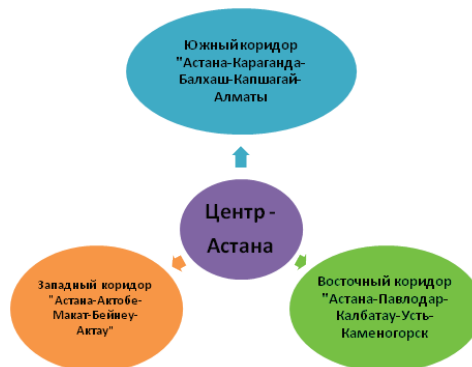 Южный коридор
"Астана-Караганда-
Балхаш-Капшагай-
Алматы
Центр -
Астана
Западный коридор
"Астана-Актобе-
Макат-Бейнеу-
Актау"
Восточный коридор
"Астана-Павлодар-
Калбатау-Усть-
Каменогорск